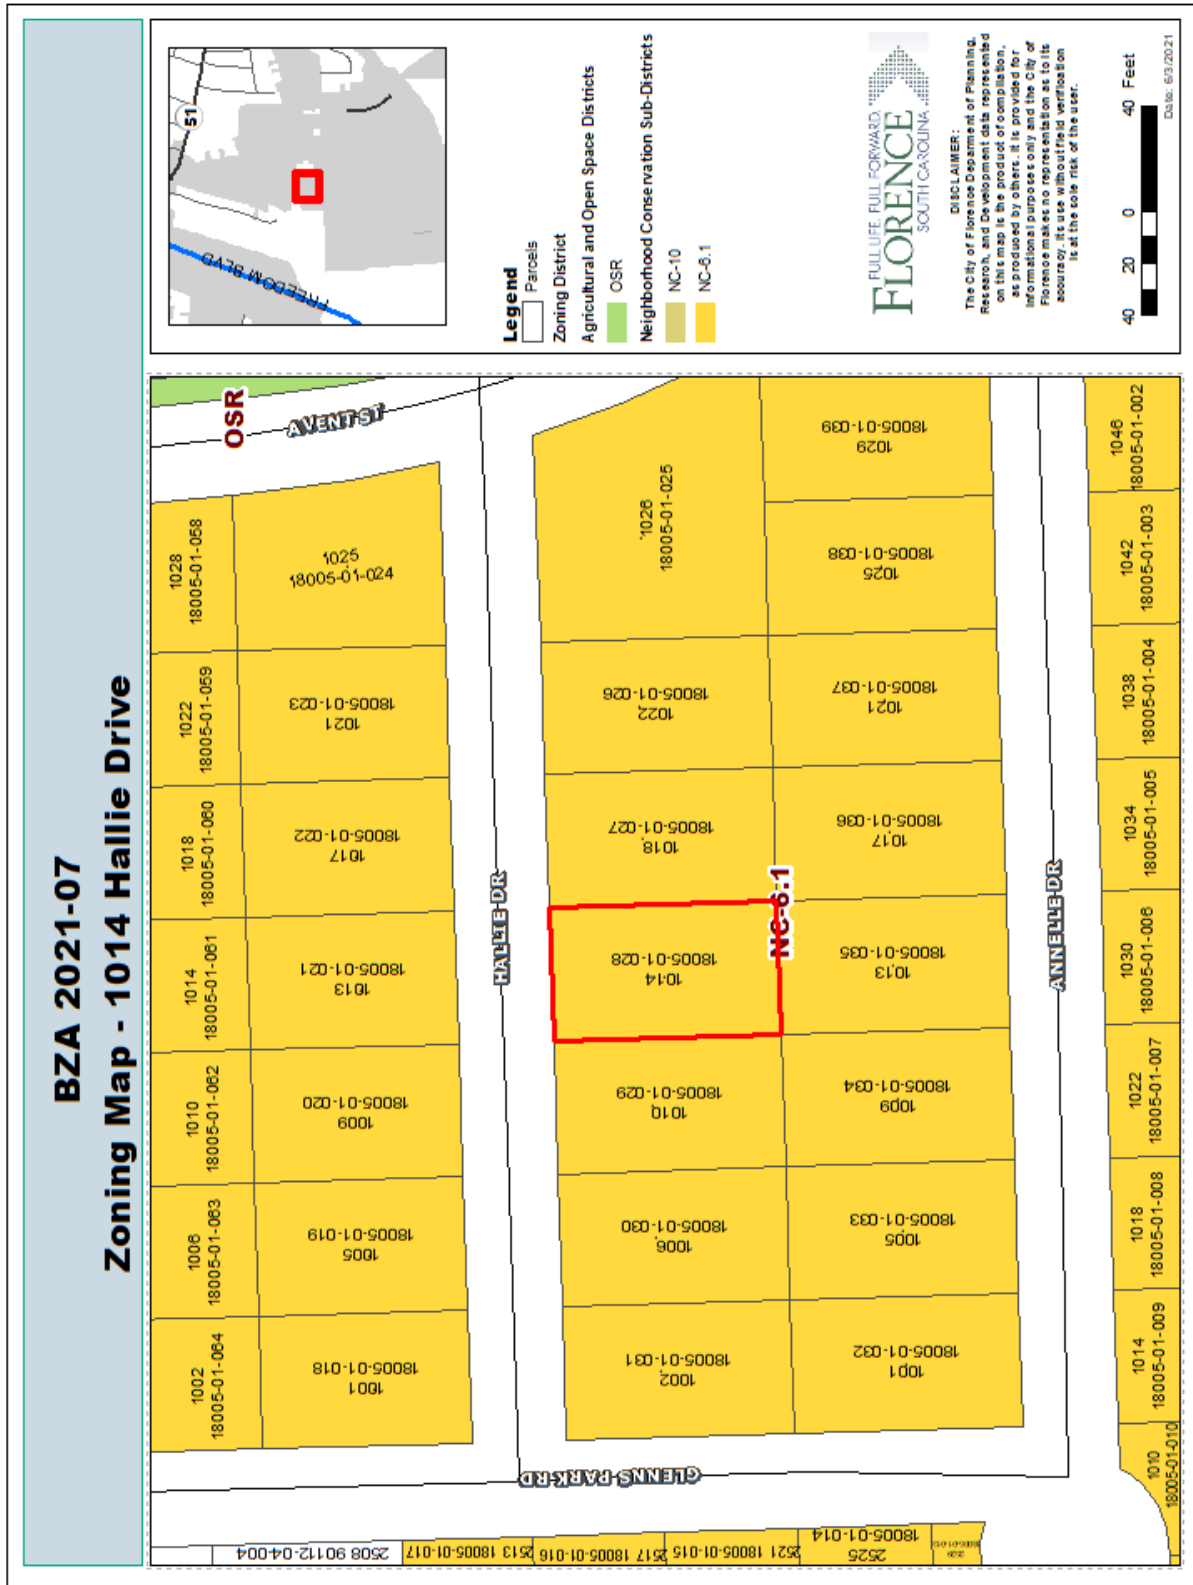 BZA 2021-07
Zoning Map - 1014 Hallie Drive
1028
18005-01-058
1022
18005-01-059
1018
18005-01-060
1014
18005-01-061
1010
18005-01-062
1006
18005-01-063
1002
18005-01-064
OSR
AVENT ST
1025
18005-01-024
1021
18005-01-023
1017
18005-01-022
1013
18005-01-021
1009
18005-01-020
1005
18005-01-019
1001
18005-01-018
HALLIE DR
1026
18005-01-025
1022
18005-01-026
1018
18005-01-027
1014
18005-01-028
1010
18005-01-029
1006
18005-01-030
1002
18005-01-031
NC-6.1
1029
18005-01-039
1025
18005-01-038
1021
18005-01-037
1017
18005-01-036
1013
18005-01-035
1009
18005-01-034
1005
18005-01-033
1001
18005-01-032
ANNELLE DR
GLENNS PARK RD
1046
18005-01-002
1042
18005-01-003
1038
18005-01-004
1034
18005-01-005
1030
18005-01-006
1022
18005-01-007
1018
18005-01-008
1014
18005-01-009
1010
18005-01-010
2508 90112-04-004
2513 18005-01-017
2517 18005-01-016
2521 18005-01-015
2525
18005-01-014
51
FREEDOM BLVD
Legend
Parcels
Zoning District
Agricultural and Open Space Districts
OSR
Neighborhood Conservation Sub-Districts
NC-10
NC-6.1
FULL LIFE. FULL FORWARD.
FLORENCE
SOUTH CAROLINA
DISCLAIMER:
The City of Florence Deparment of Planning,
Research, and Development data represented
on this map is the product of compilation,
as produced by others. It is provided for
informational purposes only and the City of
Florence makes no representation as to its
accuracy. Its use without field verification
is at the sole risk of the user.
40 20 0 40 Feet
Date: 6/3/2021